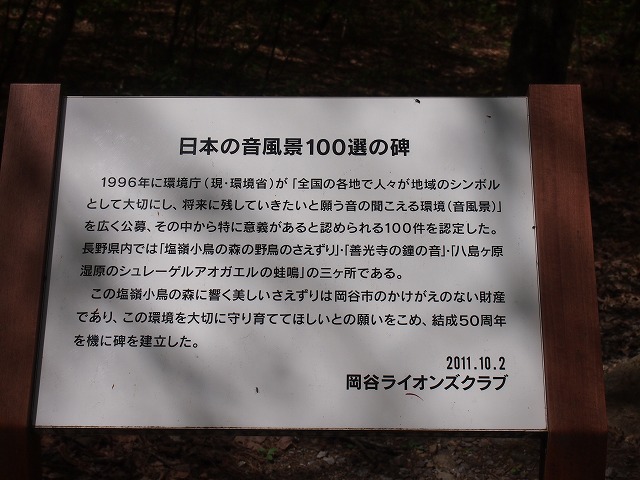 日本の音風景100選の碑
1996年に環境庁(現・環境省)が「全国の各地で人々が地域のシンボル
として大切にし、将来に残していきたいと願う音の聞こえる環境(音風景)」
を広く公募、その中から特に意義があると認められる100件を認定した。
長野県内では「塩嶺小鳥の森の野鳥のさえずり」・「善光寺の鐘の音」・「八島ヶ原
湿原のシュレーゲルアオガエルの蛙鳴」の三ヶ所である。
この塩嶺小鳥の森に響く美しいさえずりは岡谷市のかけがえのない財産
であり、この環境を大切に守り育ててほしいとの願いをこめ、結成50周年
を機に碑を建立した。
2011.10.2
岡谷ライオンズクラブ